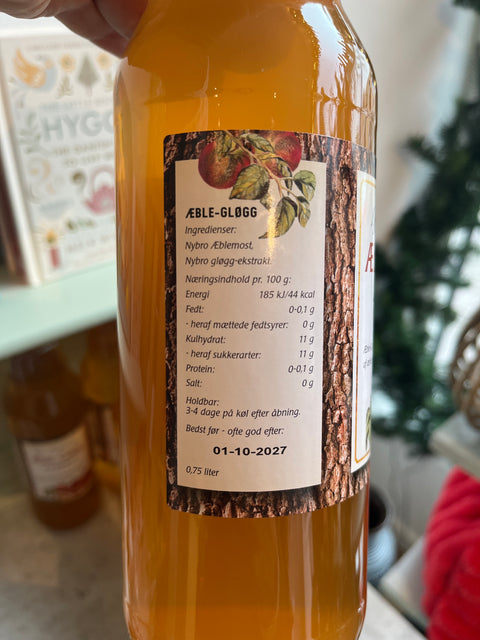 HYGG
ÆBLE-GLØGG
Ingredienser:
Nybro Æblemost,
Nybro gløgg-ekstrakt.
Næringsindhold pr. 100 g:
Energi 185 kJ/44 kcal
Fedt: 0-0,1 g
- heraf mættede fedtsyrer: 0 g
Kulhydrat: 11 g
- heraf sukkerarter: 11 g
Protein: 0-0,1 g
Salt: 0 g
Holdbar:
3-4 dage på køl efter åbning.
Bedst før - ofte god efter:
01-10-2027
0,75 liter